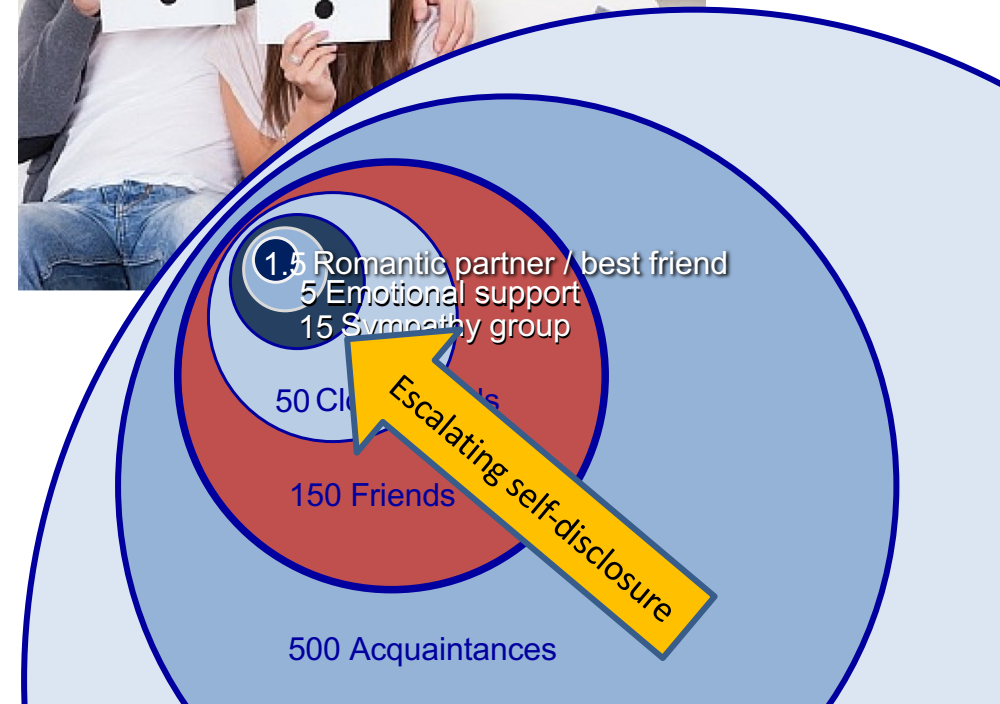 1.5 Romantic partner / best friend
5 Emotional support
15 Sympathy group
50
150 Friends
500 Acquaintances
Escalating self-disclosure